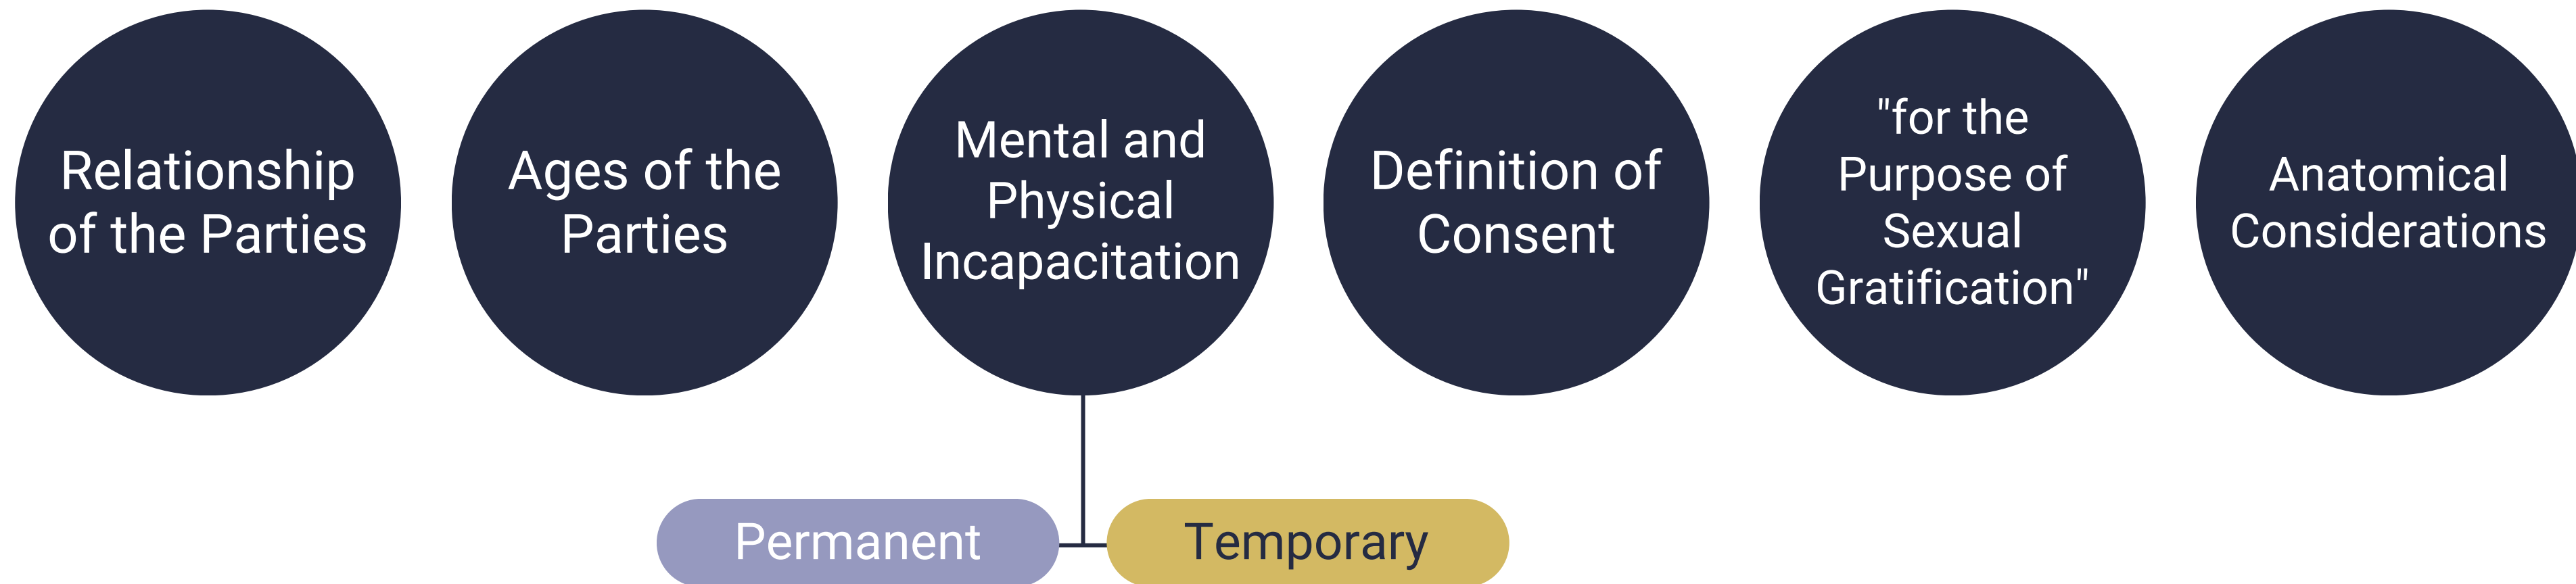 Relationship
of the Parties
Ages of the
Parties
Mental and
Physical
Incapacitation
Definition of
Consent
"for the
Purpose of
Sexual
Gratification"
Anatomical
Considerations
Permanent
Temporary